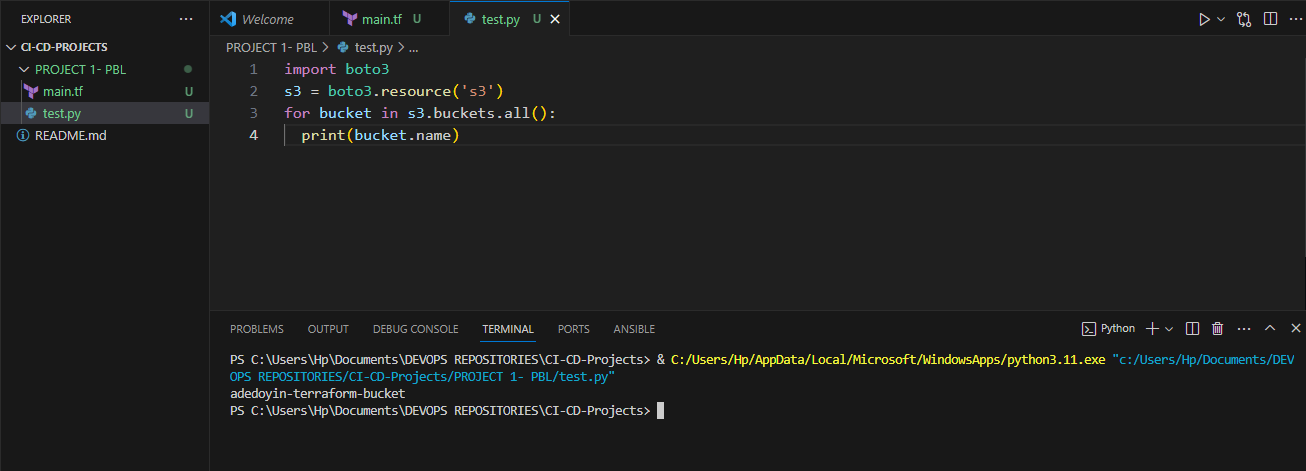 EXPLORER ...
CI-CD-PROJECTS
PROJECT 1- PBL
main.tf U
test.py U
README.md
Welcome main.tf U test.py U
PROJECT 1- PBL > test.py > ...
1 import boto3
2 s3 = boto3.resource('s3')
3 for bucket in s3.buckets.all():
4 print(bucket.name)
PROBLEMS OUTPUT DEBUG CONSOLE TERMINAL PORTS ANSIBLE Python
PS C:\Users\Hp\Documents\DEVOPS REPOSITORIES\CI-CD-Projects> & C:/Users/Hp/AppData/Local/Microsoft/WindowsApps/python3.11.exe "c:/Users/Hp/Documents/DEV
OPS REPOSITORIES/CI-CD-Projects/PROJECT 1- PBL/test.py"
adedoyin-terraform-bucket
PS C:\Users\Hp\Documents\DEVOPS REPOSITORIES\CI-CD-Projects>